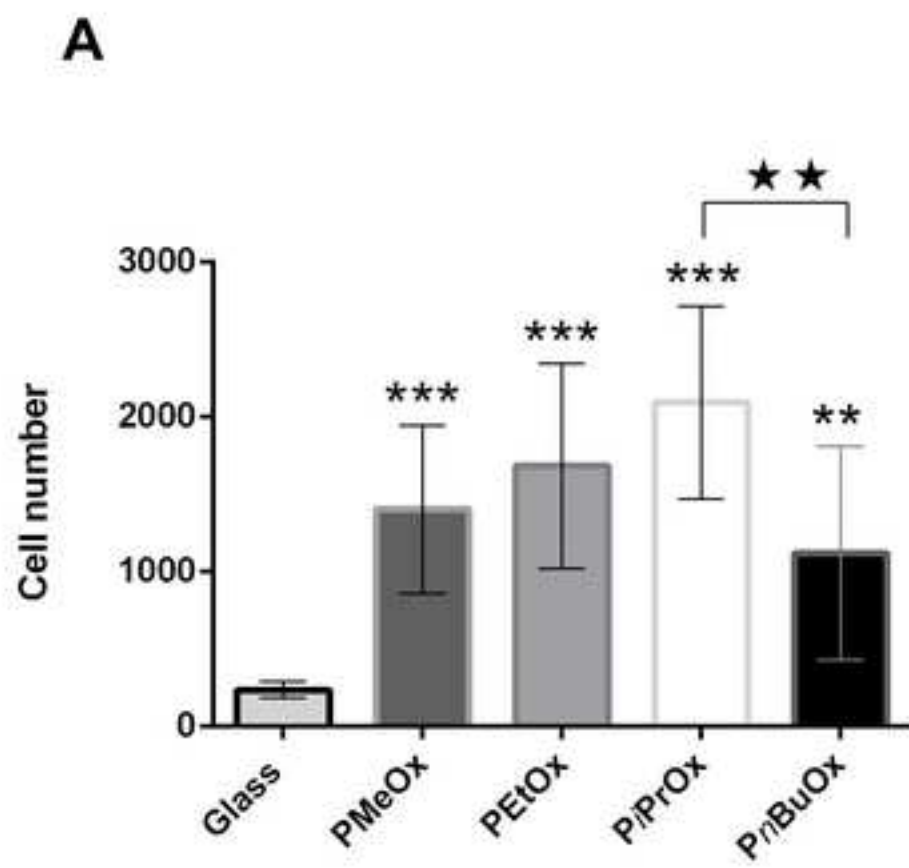 A
★ ★
3000
***
***
***
2000
**
***
1000
0
Cell number
Glass
PMeOx
PEtOx
PiPrOx
PnBuOx